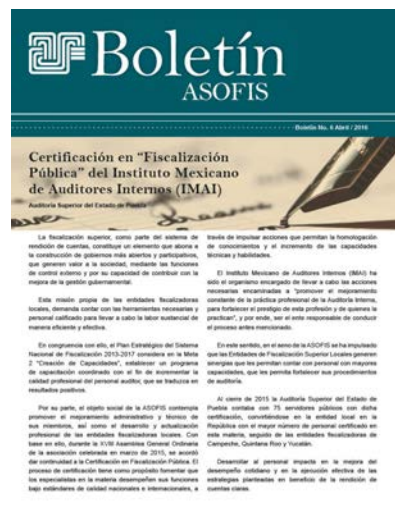 Boletín
ASOFIS
Boletín No. 6 Abril / 2016
Certificación en "Fiscalización
Pública" del Instituto Mexicano
de Auditores Internos (IMAI)
Auditoría Superior del Estado de Puebla
La fiscalización superior, como parte del sistema de
rendición de cuentas, constituye un elemento que abona a
la construcción de gobiernos más abiertos y participativos,
que generen valor a la sociedad, mediante las funciones
de control externo y por su capacidad de contribuir con la
mejora de la gestión gubernamental.
Esta misión propia de las entidades fiscalizadoras
locales, demanda contar con las herramientas necesarias y
personal calificado para llevar a cabo la labor sustancial de
manera eficiente y efectiva.
En congruencia con ello, el Plan Estratégico del Sistema
Nacional de Fiscalización 2013-2017 considera en la Meta
2 "Creación de Capacidades", establecer un programa
de capacitación coordinado con el fin de incrementar la
calidad profesional del personal auditor, que se traduzca en
resultados positivos.
Por su parte, el objeto social de la ASOFIS contempla
promover el mejoramiento administrativo y técnico de
sus miembros, así como el desarrollo y actualización
profesional de las entidades fiscalizadoras locales. Con
base en ello, durante la XVIII Asamblea General Ordinaria
de la asociación celebrada en marzo de 2015, se acordó
dar continuidad a la Certificación en Fiscalización Pública. El
proceso de certificación tiene como propósito fomentar que
los especialistas en la materia desempeñen sus funciones
bajo estándares de calidad nacionales e internacionales, a
través de impulsar acciones que permitan la homologación
de conocimientos y el incremento de las capacidades
técnicas y habilidades.
El Instituto Mexicano de Auditores Internos (IMAI) ha
sido el organismo encargado de llevar a cabo las acciones
necesarias encaminadas a "promover el mejoramiento
constante de la práctica profesional de la Auditoría Interna,
para fortalecer el prestigio de esta profesión y de quienes la
practican", y por ende, ser el ente responsable de conducir
el proceso antes mencionado.
En este sentido, en el seno de la ASOFIS se ha impulsado
que las Entidades de Fiscalización Superior Locales generen
sinergias que les permitan contar con personal con mayores
capacidades, que les permita fortalecer sus procedimientos
de auditoría.
Al cierre de 2015 la Auditoría Superior del Estado de
Puebla contaba con 75 servidores públicos con dicha
certificación, convirtiéndose en la entidad local en la
República con el mayor número de personal certificado en
esta materia, seguido de las entidades fiscalizadoras de
Campeche, Quintana Roo y Yucatán.
Desarrollar al personal impacta en la mejora del
desempeño cotidiano y en la ejecución efectiva de las
estrategias planteadas en beneficio de la rendición de
cuentas claras.